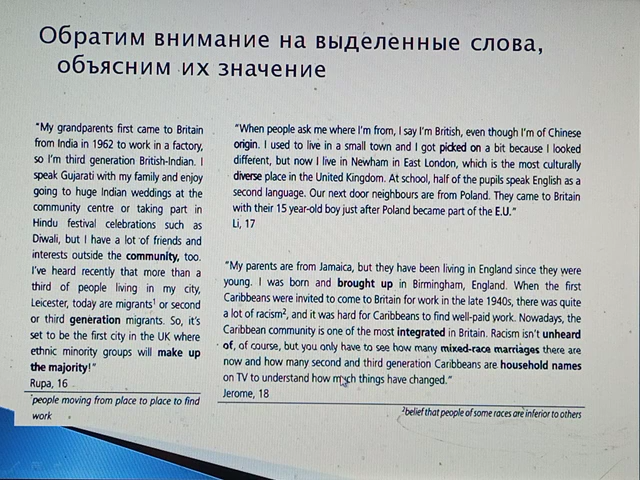 Обратим внимание на выделенные слова,
объясним их значение
"My grandparents first came to Britain
from India in 1962 to work in a factory,
so I'm third generation British-Indian. I
speak Gujarati with my family and enjoy
going to huge Indian weddings at the
community centre or taking part in
Hindu festival celebrations such as
Diwali, but I have a lot of friends and
interests outside the community, too.
I've heard recently that more than a
third of people living in my city,
Leicester, today are migrants¹ or second
or third generation migrants. So, it's
set to be the first city in the UK where
ethnic minority groups will make up
the majority!"
Rupa, 16
¹people moving from place to place to find
work
"When people ask me where I'm from, I say I'm British, even though I'm of Chinese
origin. I used to live in a small town and I got picked on a bit because I looked
different, but now I live in Newham in East London, which is the most culturally
diverse place in the United Kingdom. At school, half of the pupils speak English as a
second language. Our next door neighbours are from Poland. They came to Britain
with their 15 year-old boy just after Poland became part of the E.U."
Li, 17
"My parents are from Jamaica, but they have been living in England since they were
young. I was born and brought up in Birmingham, England. When the first
Caribbeans were invited to come to Britain for work in the late 1940s, there was quite
a lot of racism², and it was hard for Caribbeans to find well-paid work. Nowadays, the
Caribbean community is one of the most integrated in Britain. Racism isn't unheard
of, of course, but you only have to see how many mixed-race marriages there are
now and how many second and third generation Caribbeans are household names
on TV to understand how much things have changed."
Jerome, 18
²belief that people of some races are inferior to others